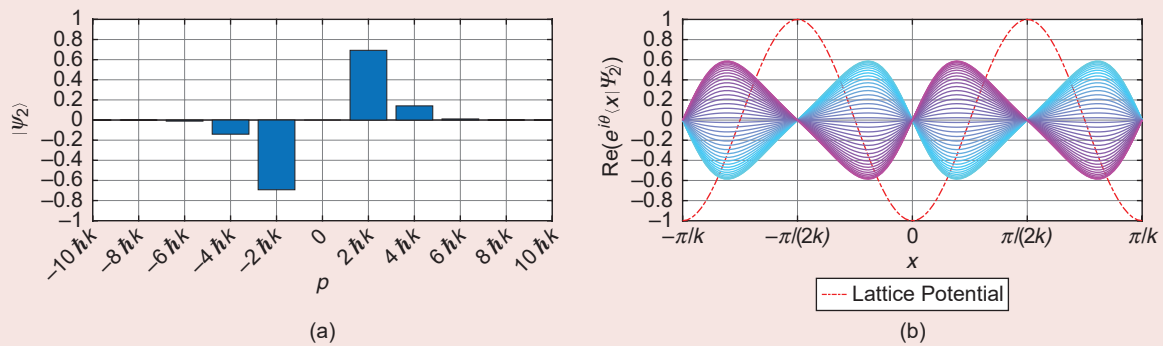 1
0.8
0.6
0.4
0.2
0
−0.2
−0.4
−0.6
−0.8
−1
|Ψ2⟩
−10 ℏk −8 ℏk −6 ℏk −4 ℏk −2 ℏk 0 2 ℏk 4 ℏk 6 ℏk 8 ℏk 10 ℏk
p
(a)
1
0.8
0.6
0.4
0.2
0
−0.2
−0.4
−0.6
−0.8
−1
Re(e^{iθ}⟨x|Ψ2⟩)
−π/k −π/(2k) 0 π/(2k) π/k
x
Lattice Potential
(b)